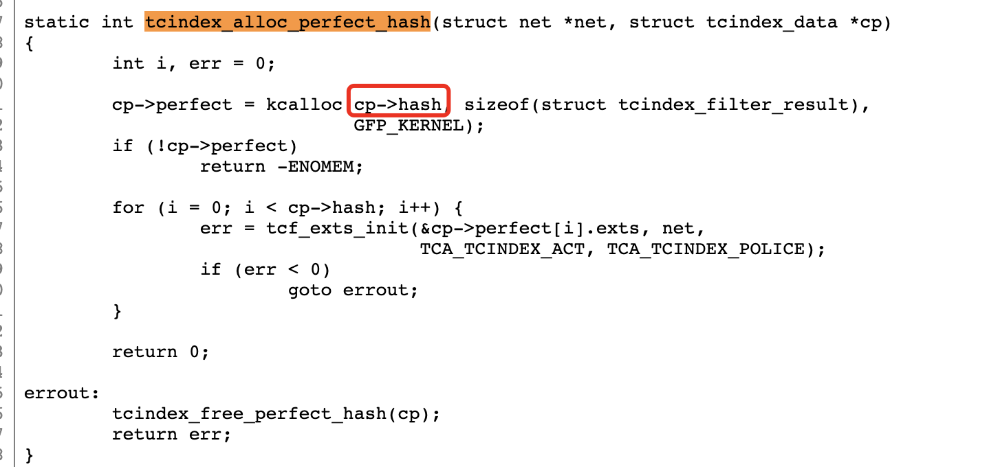 static int tcindex_alloc_perfect_hash(struct net *net, struct tcindex_data *cp)
{
        int i, err = 0;

        cp->perfect = kcalloc cp->hash, sizeof(struct tcindex_filter_result),
                              GFP_KERNEL);
        if (!cp->perfect)
                return -ENOMEM;

        for (i = 0; i < cp->hash; i++) {
                err = tcf_exts_init(&cp->perfect[i].exts, net,
                                    TCA_TCINDEX_ACT, TCA_TCINDEX_POLICE);
                if (err < 0)
                        goto errout;
        }

        return 0;

errout:
        tcindex_free_perfect_hash(cp);
        return err;
}